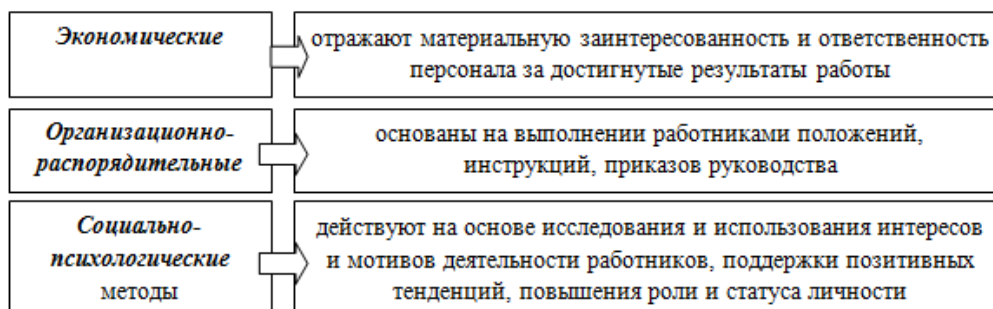 Экономические
отражают материальную заинтересованность и ответственность
персонала за достигнутые результаты работы
Организационно-
распорядительные
основаны на выполнении работниками положений,
инструкций, приказов руководства
Социально-
психологические
методы
действуют на основе исследования и использования интересов
и мотивов деятельности работников, поддержки позитивных
тенденций, повышения роли и статуса личности